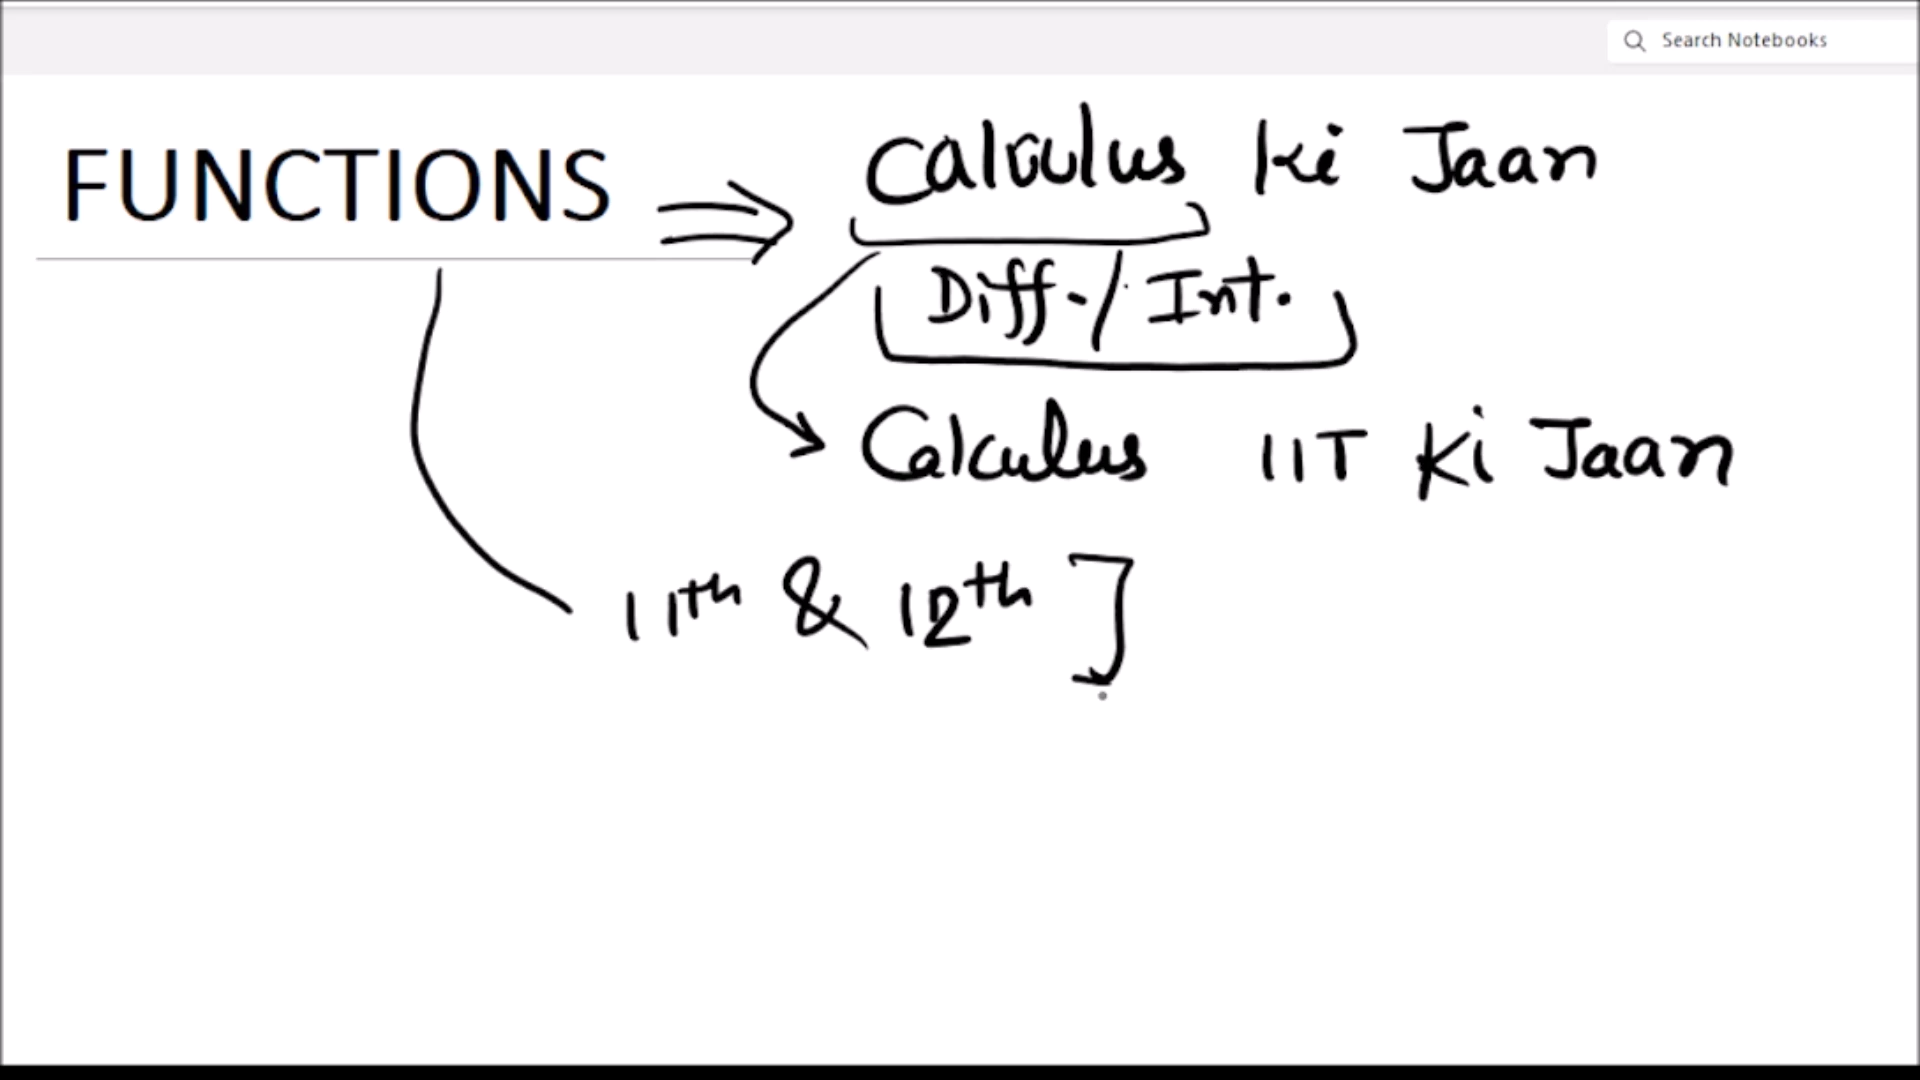 Search Notebooks
FUNCTIONS ⇒ Calculus Ki Jaan
Diff. / Int.
Calculus IIT Ki Jaan
11th & 12th ]